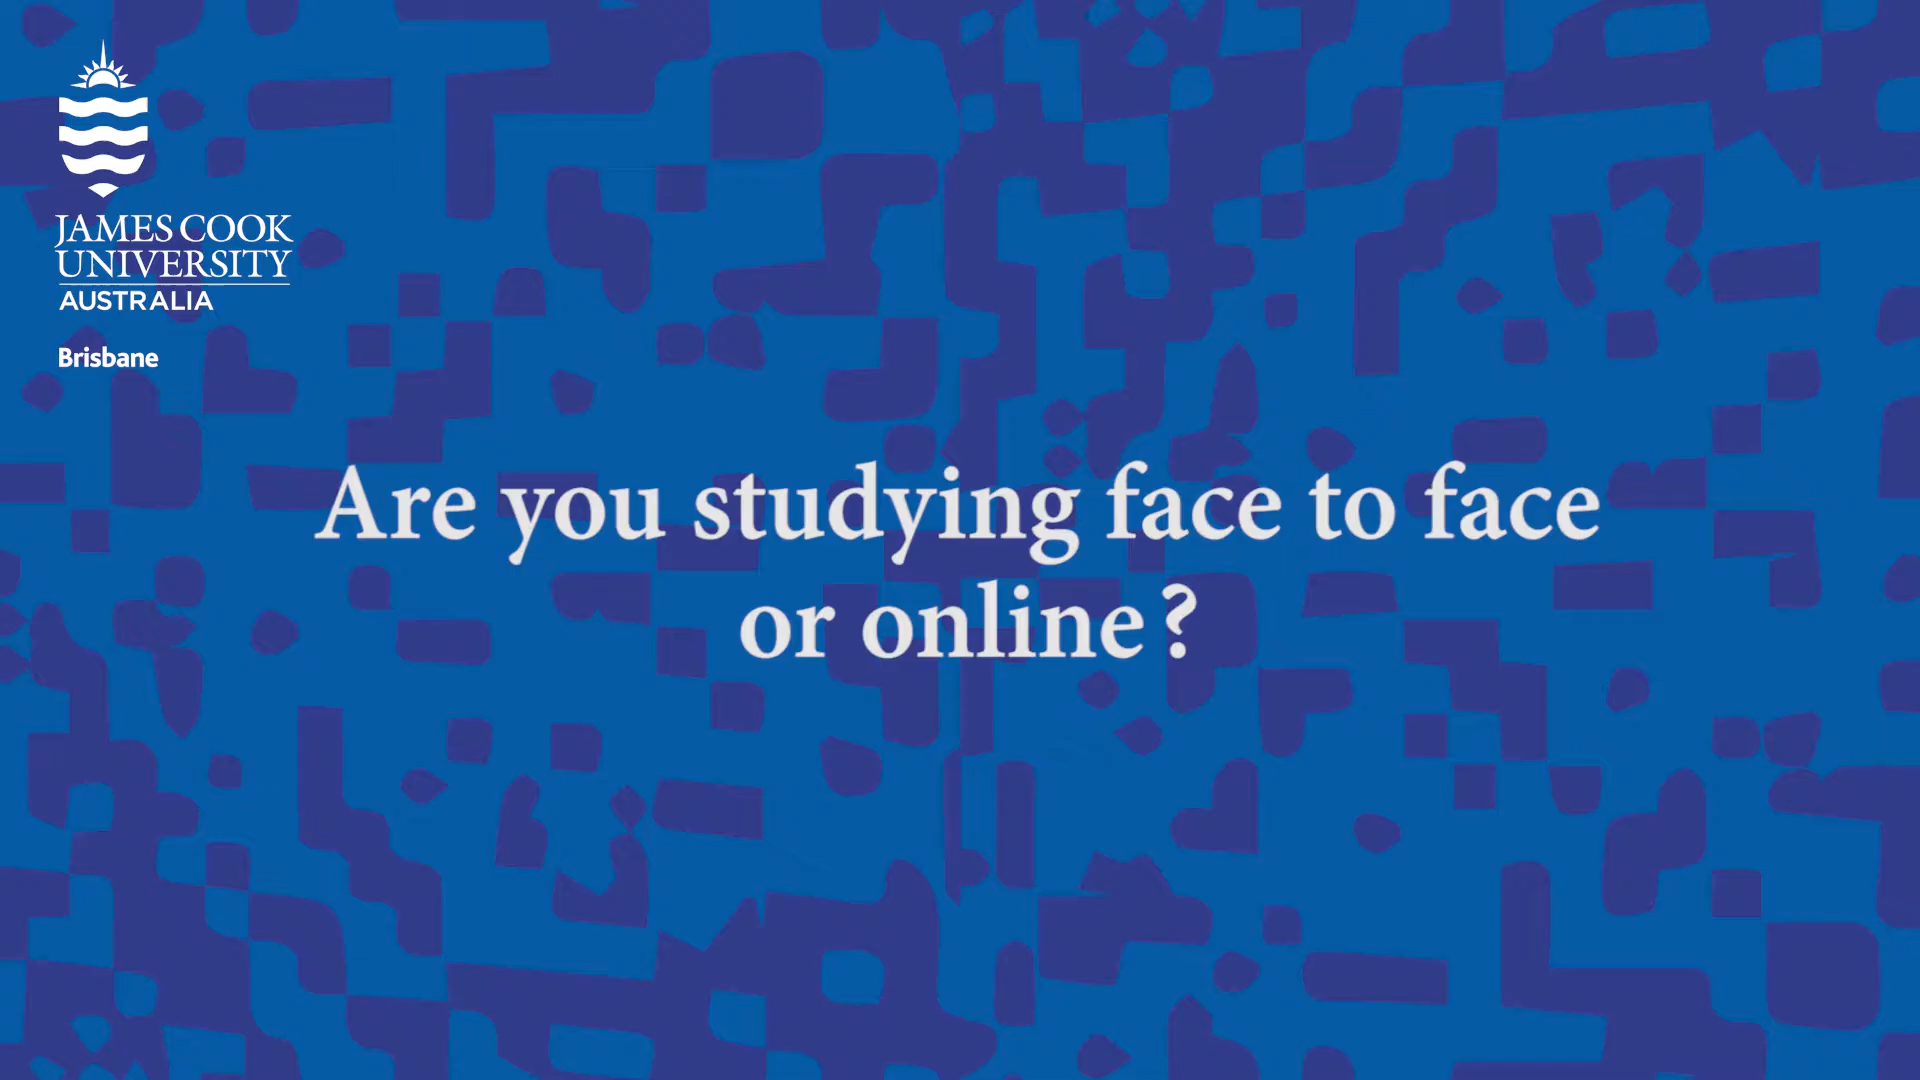 JAMES COOK
UNIVERSITY
AUSTRALIA
Brisbane
Are you studying face to face
or online?